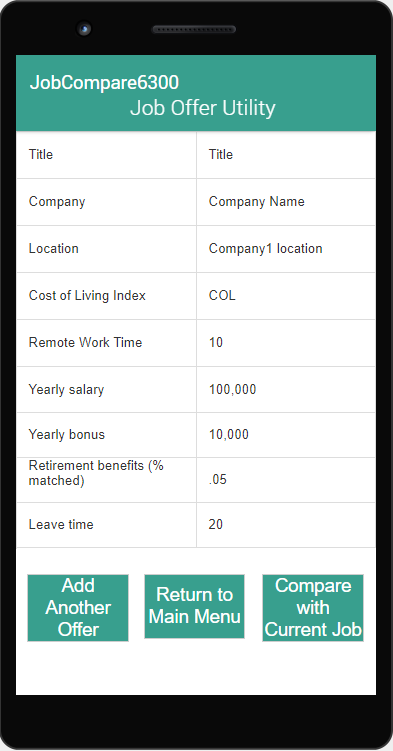 JobCompare6300
Job Offer Utility
Title Title
Company Company Name
Location Company1 location
Cost of Living Index COL
Remote Work Time 10
Yearly salary 100,000
Yearly bonus 10,000
Retirement benefits (%
matched) .05
Leave time 20
Add
Another
Offer
Return to
Main Menu
Compare
with
Current Job